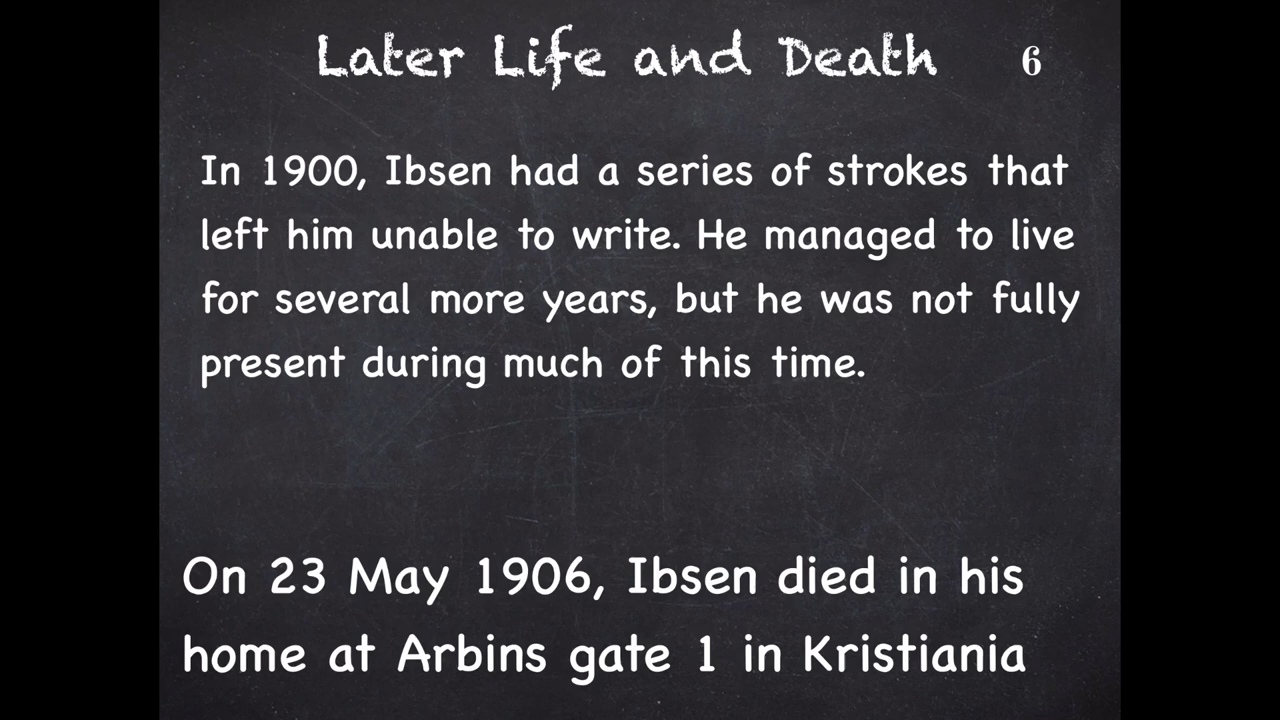 Later Life and Death 6
In 1900, Ibsen had a series of strokes that
left him unable to write. He managed to live
for several more years, but he was not fully
present during much of this time.
On 23 May 1906, Ibsen died in his
home at Arbins gate 1 in Kristiania